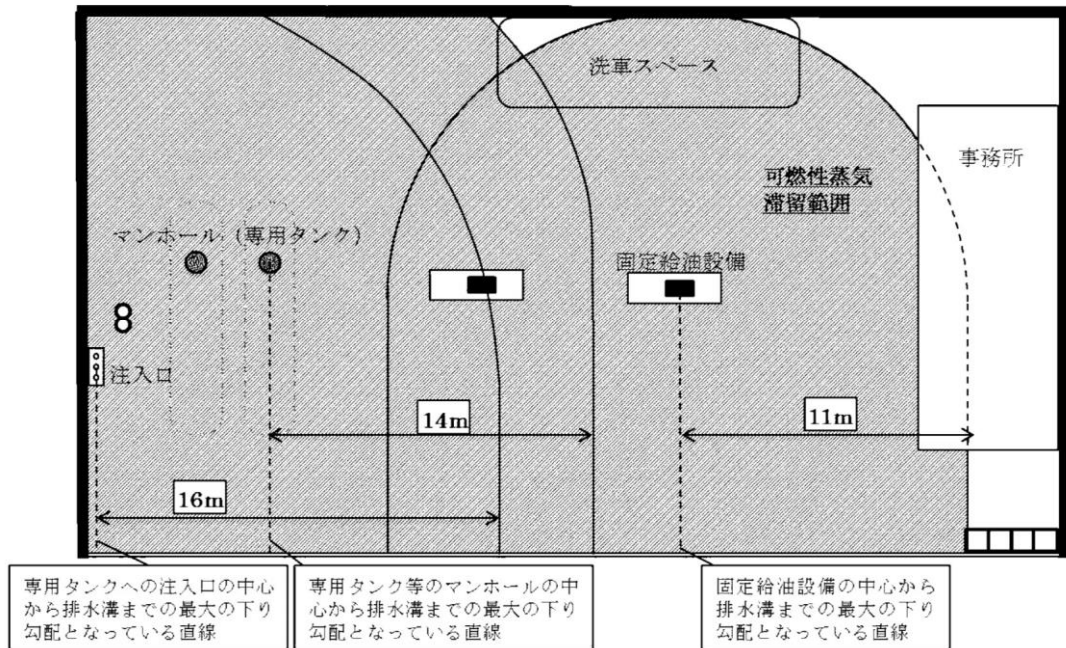 洗車スペース
事務所
可燃性蒸気
滞留範囲
マンホール (専用タンク)
固定給油設備
8
注入口
14m
11m
16m
専用タンクへの注入口の中心
から排水溝までの最大の下り
勾配となっている直線
専用タンク等のマンホールの中
心から排水溝までの最大の下り
勾配となっている直線
固定給油設備の中心から
排水溝までの最大の下り
勾配となっている直線